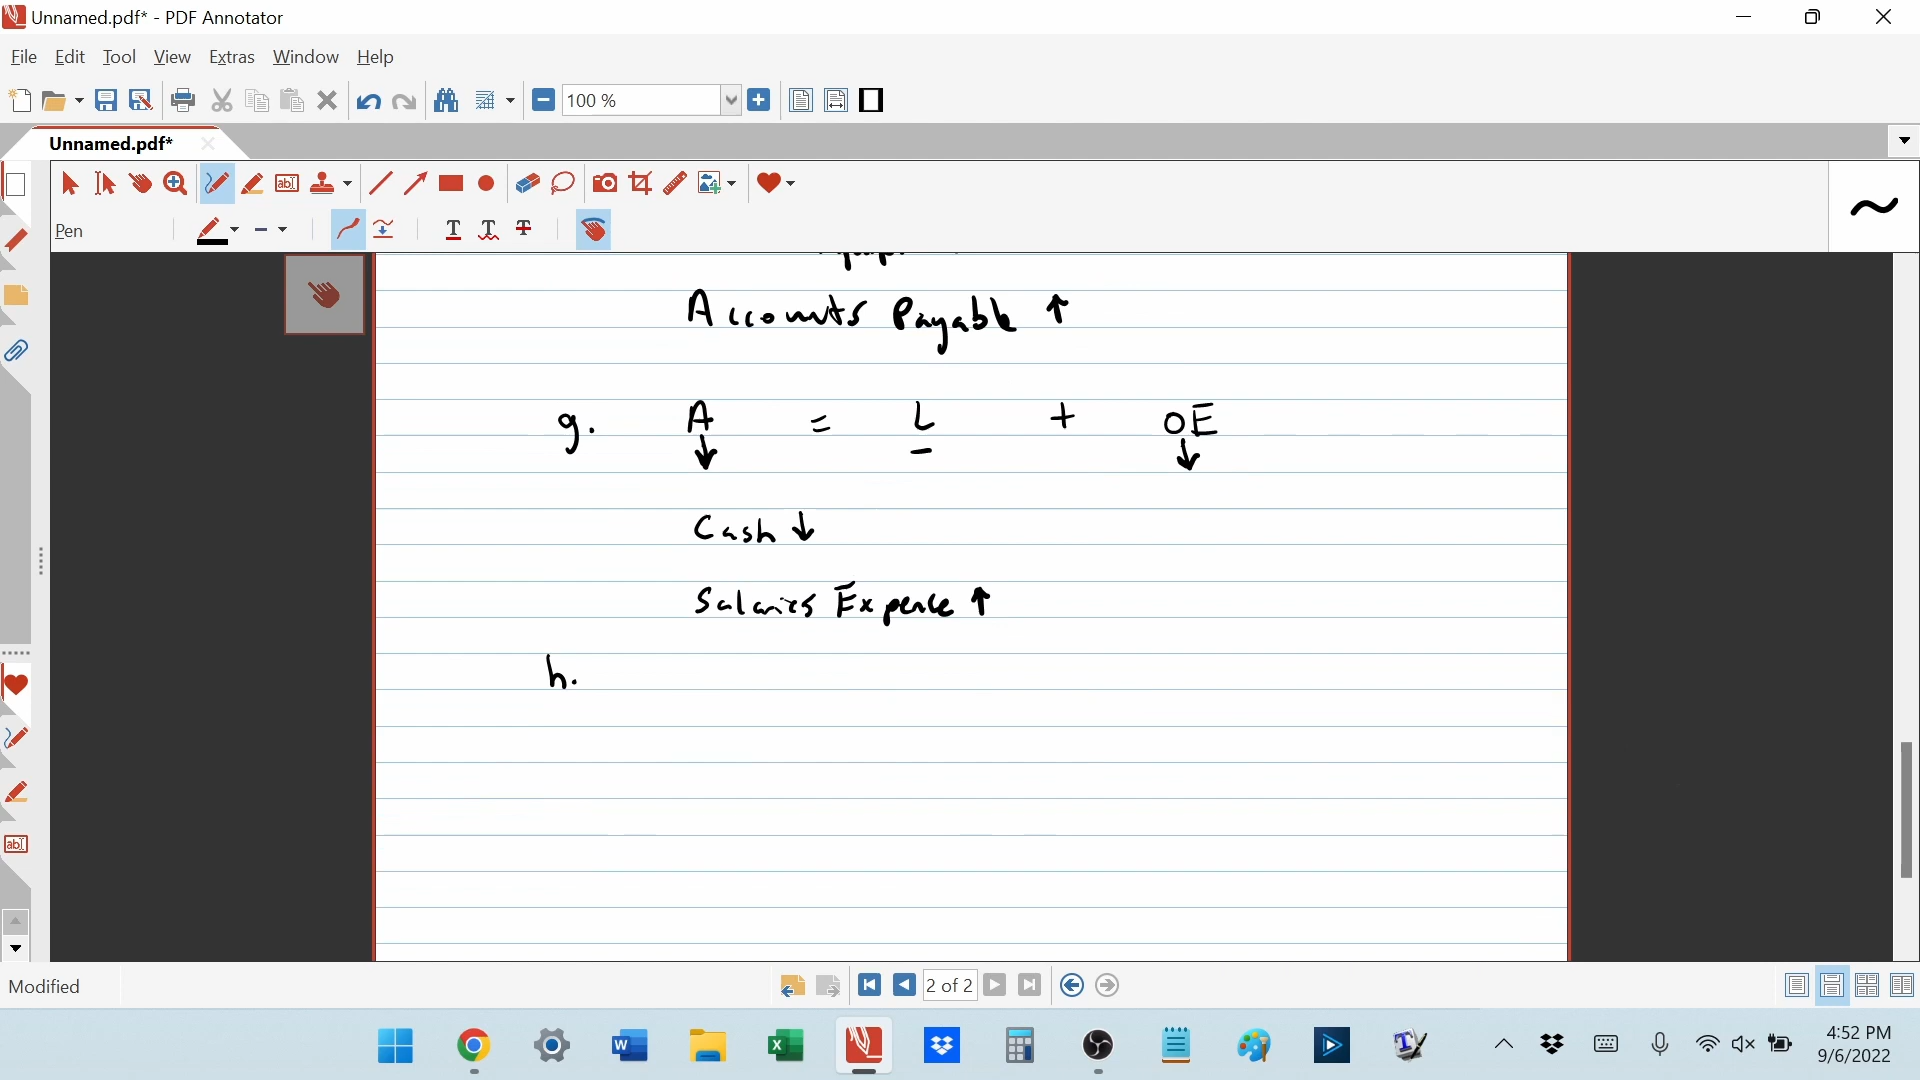 Unnamed.pdf* - PDF Annotator
File Edit Tool View Extras Window Help
100 %
Unnamed.pdf*
Pen
Accounts Payable ↑
g. A = L + OE
↓ – ↓
Cash ↓
Salaries Expense ↑
h.
Modified
2 of 2
4:52 PM
9/6/2022